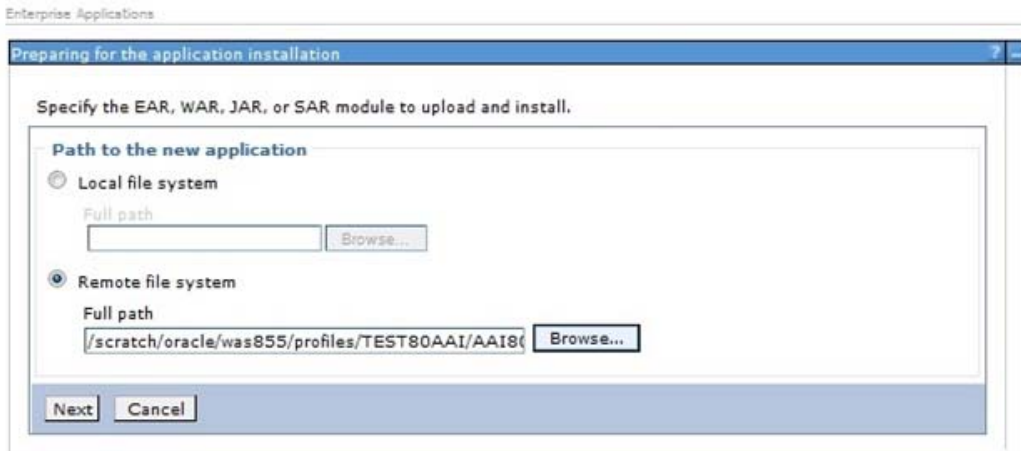 Enterprise Applications
Preparing for the application installation
?
Specify the EAR, WAR, JAR, or SAR module to upload and install.
Path to the new application
Local file system
Full path
Browse...
Remote file system
Full path
/scratch/oracle/was855/profiles/TEST80AAI/AAI80 Browse...
Next Cancel